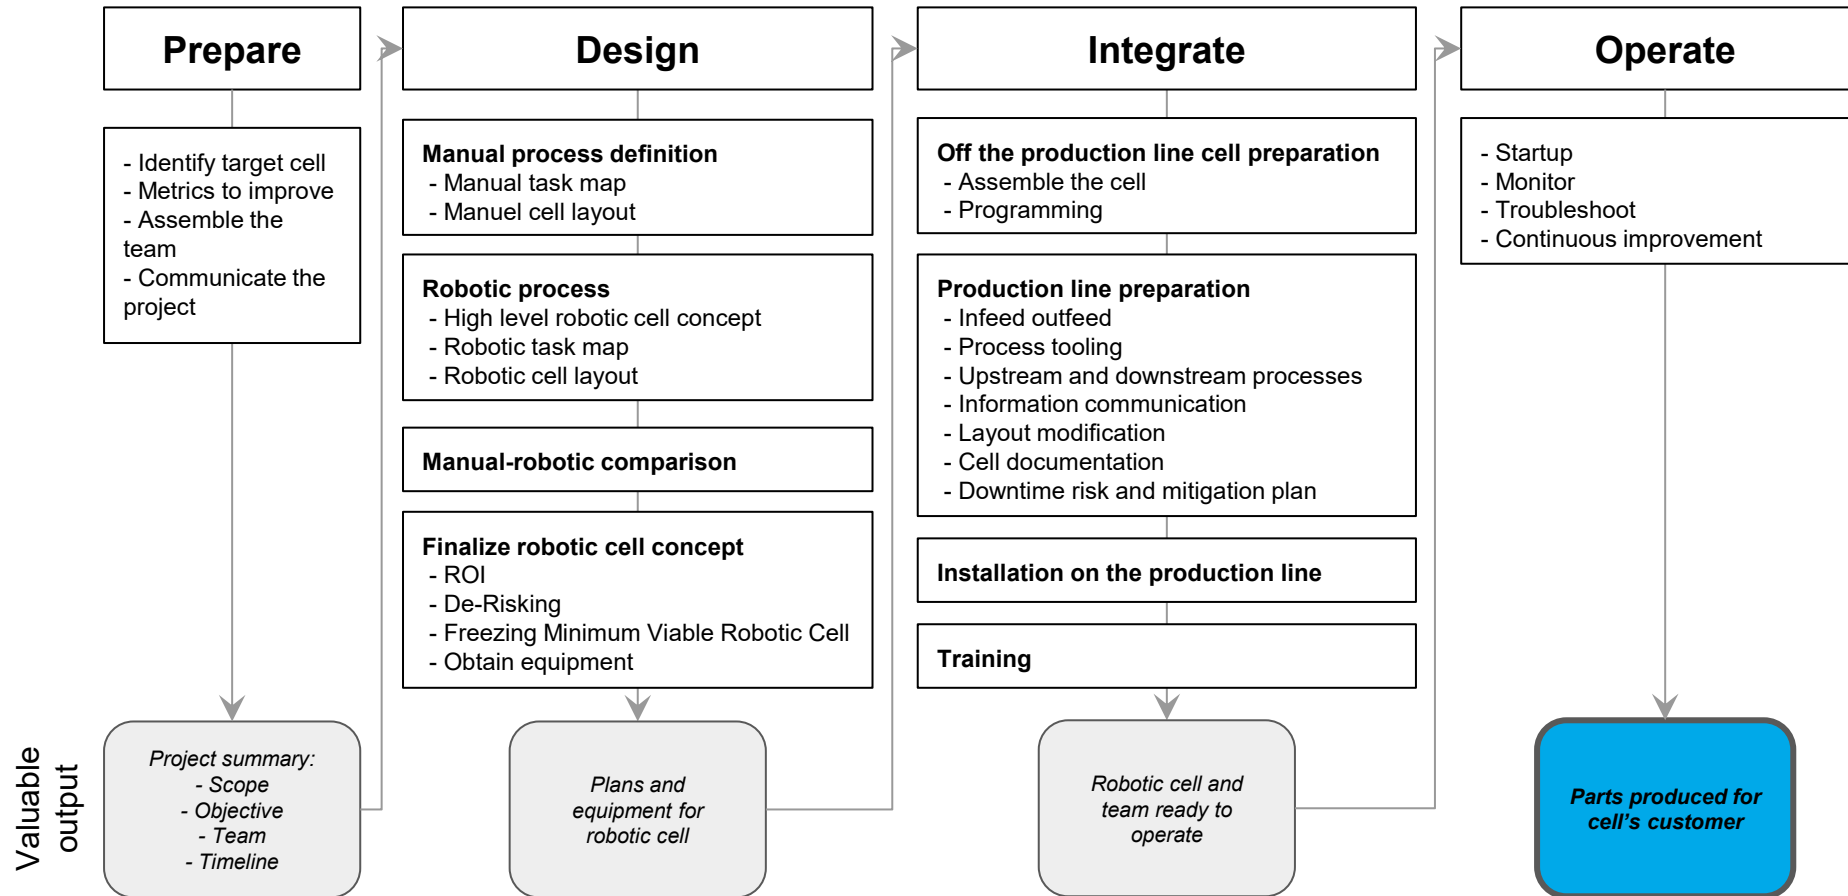 Prepare
- Identify target cell
- Metrics to improve
- Assemble the
team
- Communicate the
project
Project summary:
- Scope
- Objective
- Team
- Timeline
Design
Manual process definition
- Manual task map
- Manuel cell layout
Robotic process
- High level robotic cell concept
- Robotic task map
- Robotic cell layout
Manual-robotic comparison
Finalize robotic cell concept
- ROI
- De-Risking
- Freezing Minimum Viable Robotic Cell
- Obtain equipment
Plans and
equipment for
robotic cell
Integrate
Off the production line cell preparation
- Assemble the cell
- Programming
Production line preparation
- Infeed outfeed
- Process tooling
- Upstream and downstream processes
- Information communication
- Layout modification
- Cell documentation
- Downtime risk and mitigation plan
Installation on the production line
Training
Robotic cell and
team ready to
operate
Operate
- Startup
- Monitor
- Troubleshoot
- Continuous improvement
Parts produced for
cell’s customer
Valuable
output